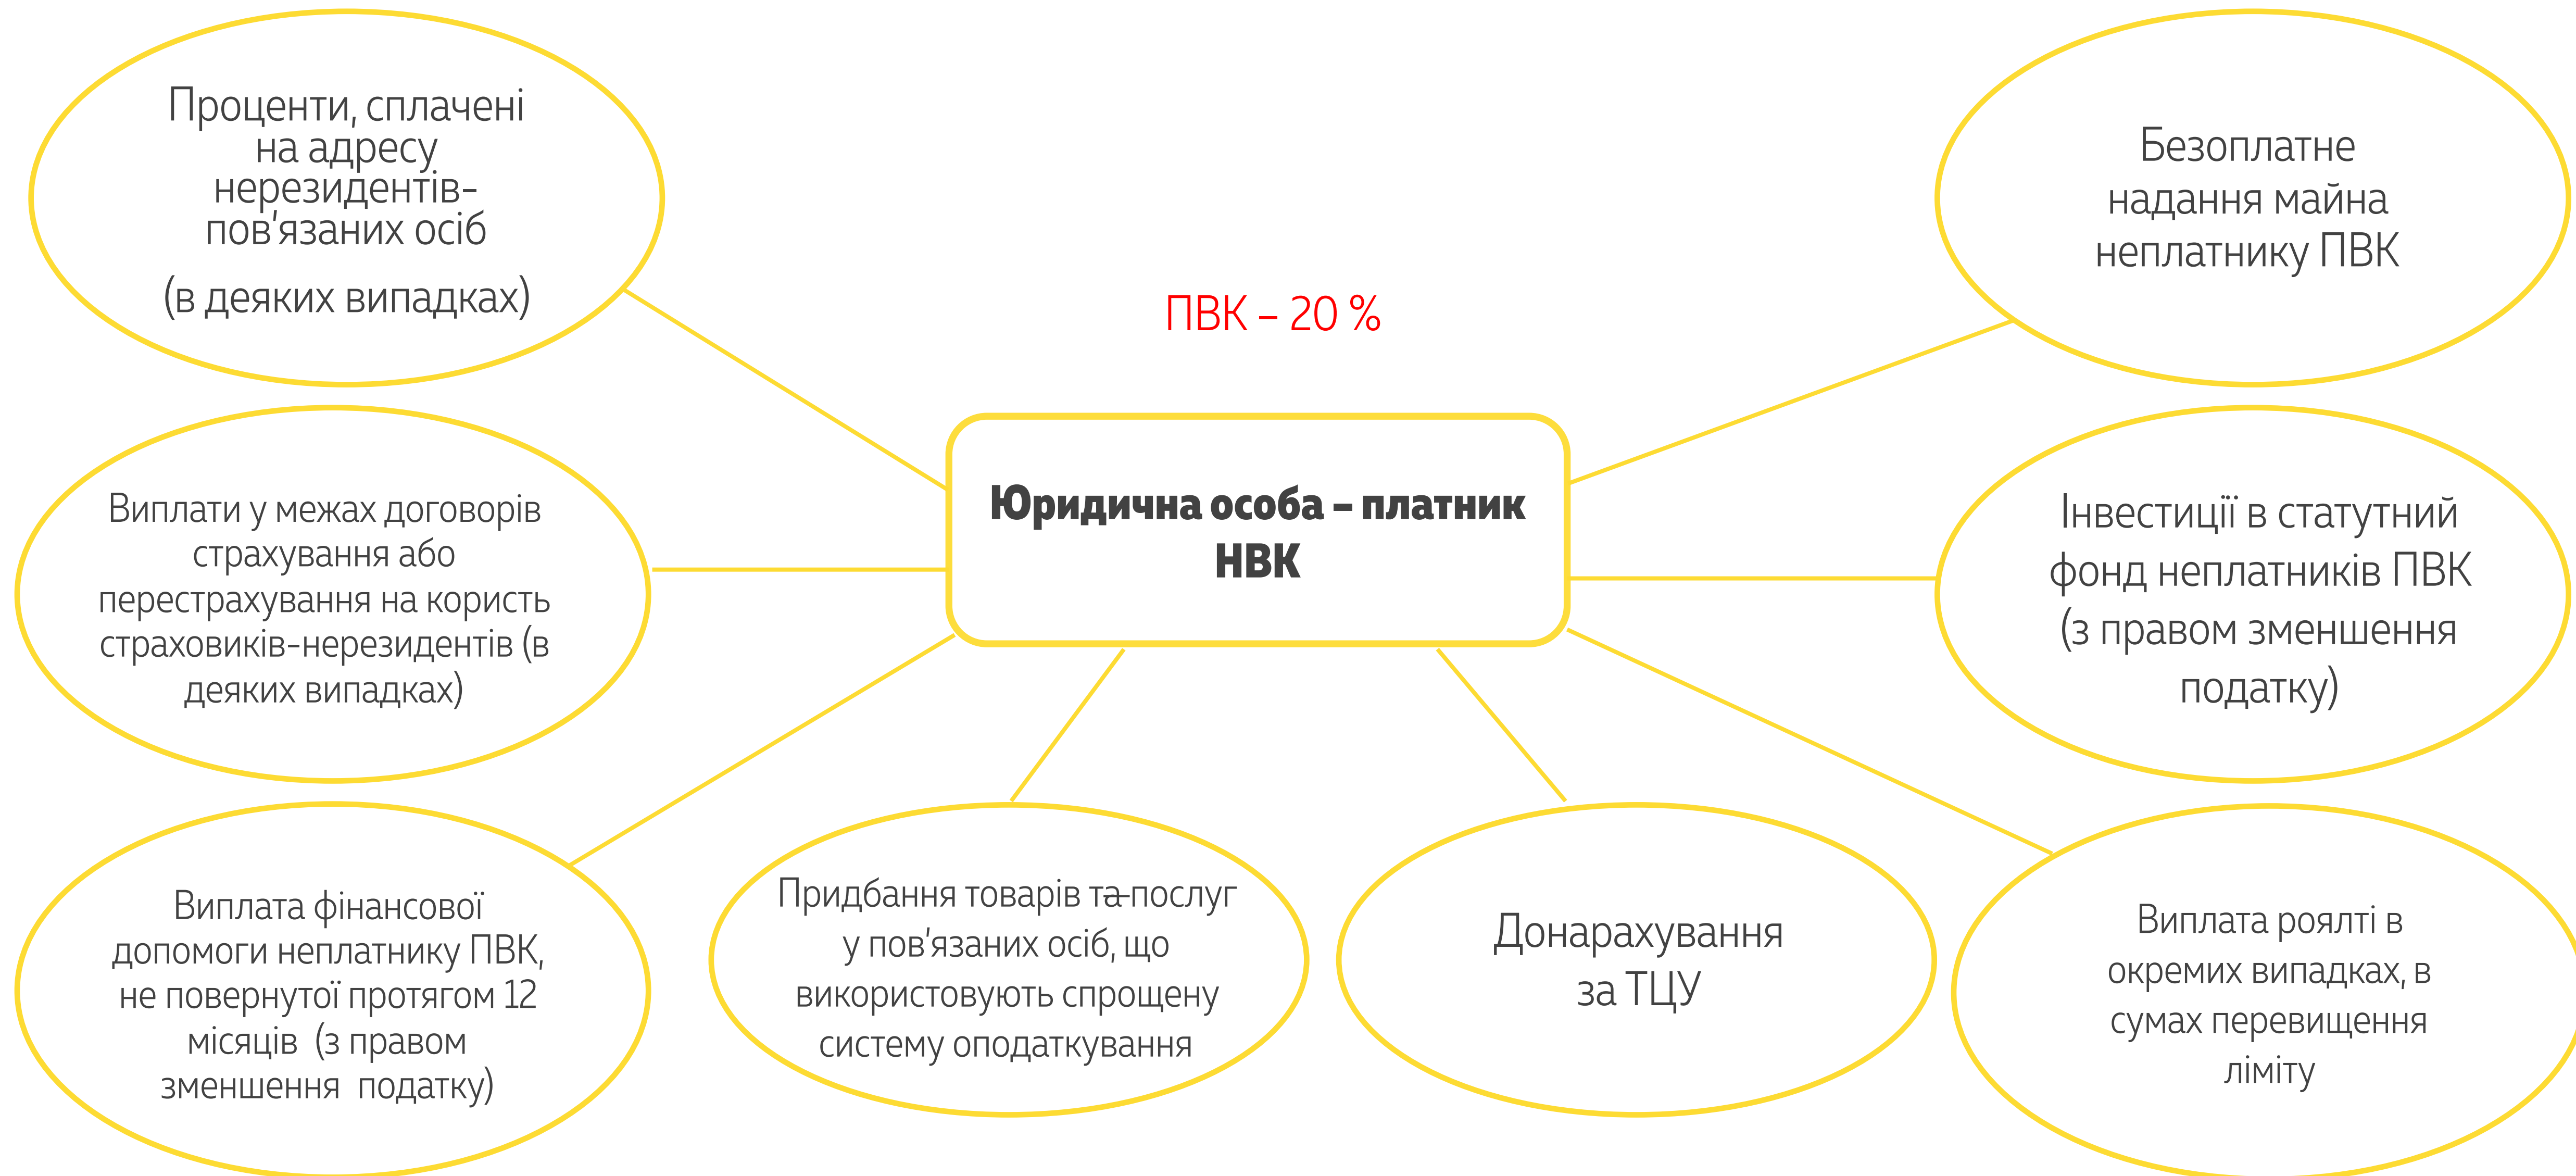 Проценти, сплачені
на адресу
нерезидентів-
пов'язаних осіб
(в деяких випадках)
Безоплатне
надання майна
неплатнику ПВК
ПВК – 20 %
Юридична особа – платник
НВК
Виплати у межах договорів
страхування або
перестрахування на користь
страховиків-нерезидентів (в
деяких випадках)
Інвестиції в статутний
фонд неплатників ПВК
(з правом зменшення
податку)
Виплата фінансової
допомоги неплатнику ПВК,
не повернутої протягом 12
місяців (з правом
зменшення податку)
Придбання товарів та послуг
у пов'язаних осіб, що
використовують спрощену
систему оподаткування
Донарахування
за ТЦУ
Виплата роялті в
окремих випадках, в
сумах перевищення
ліміту